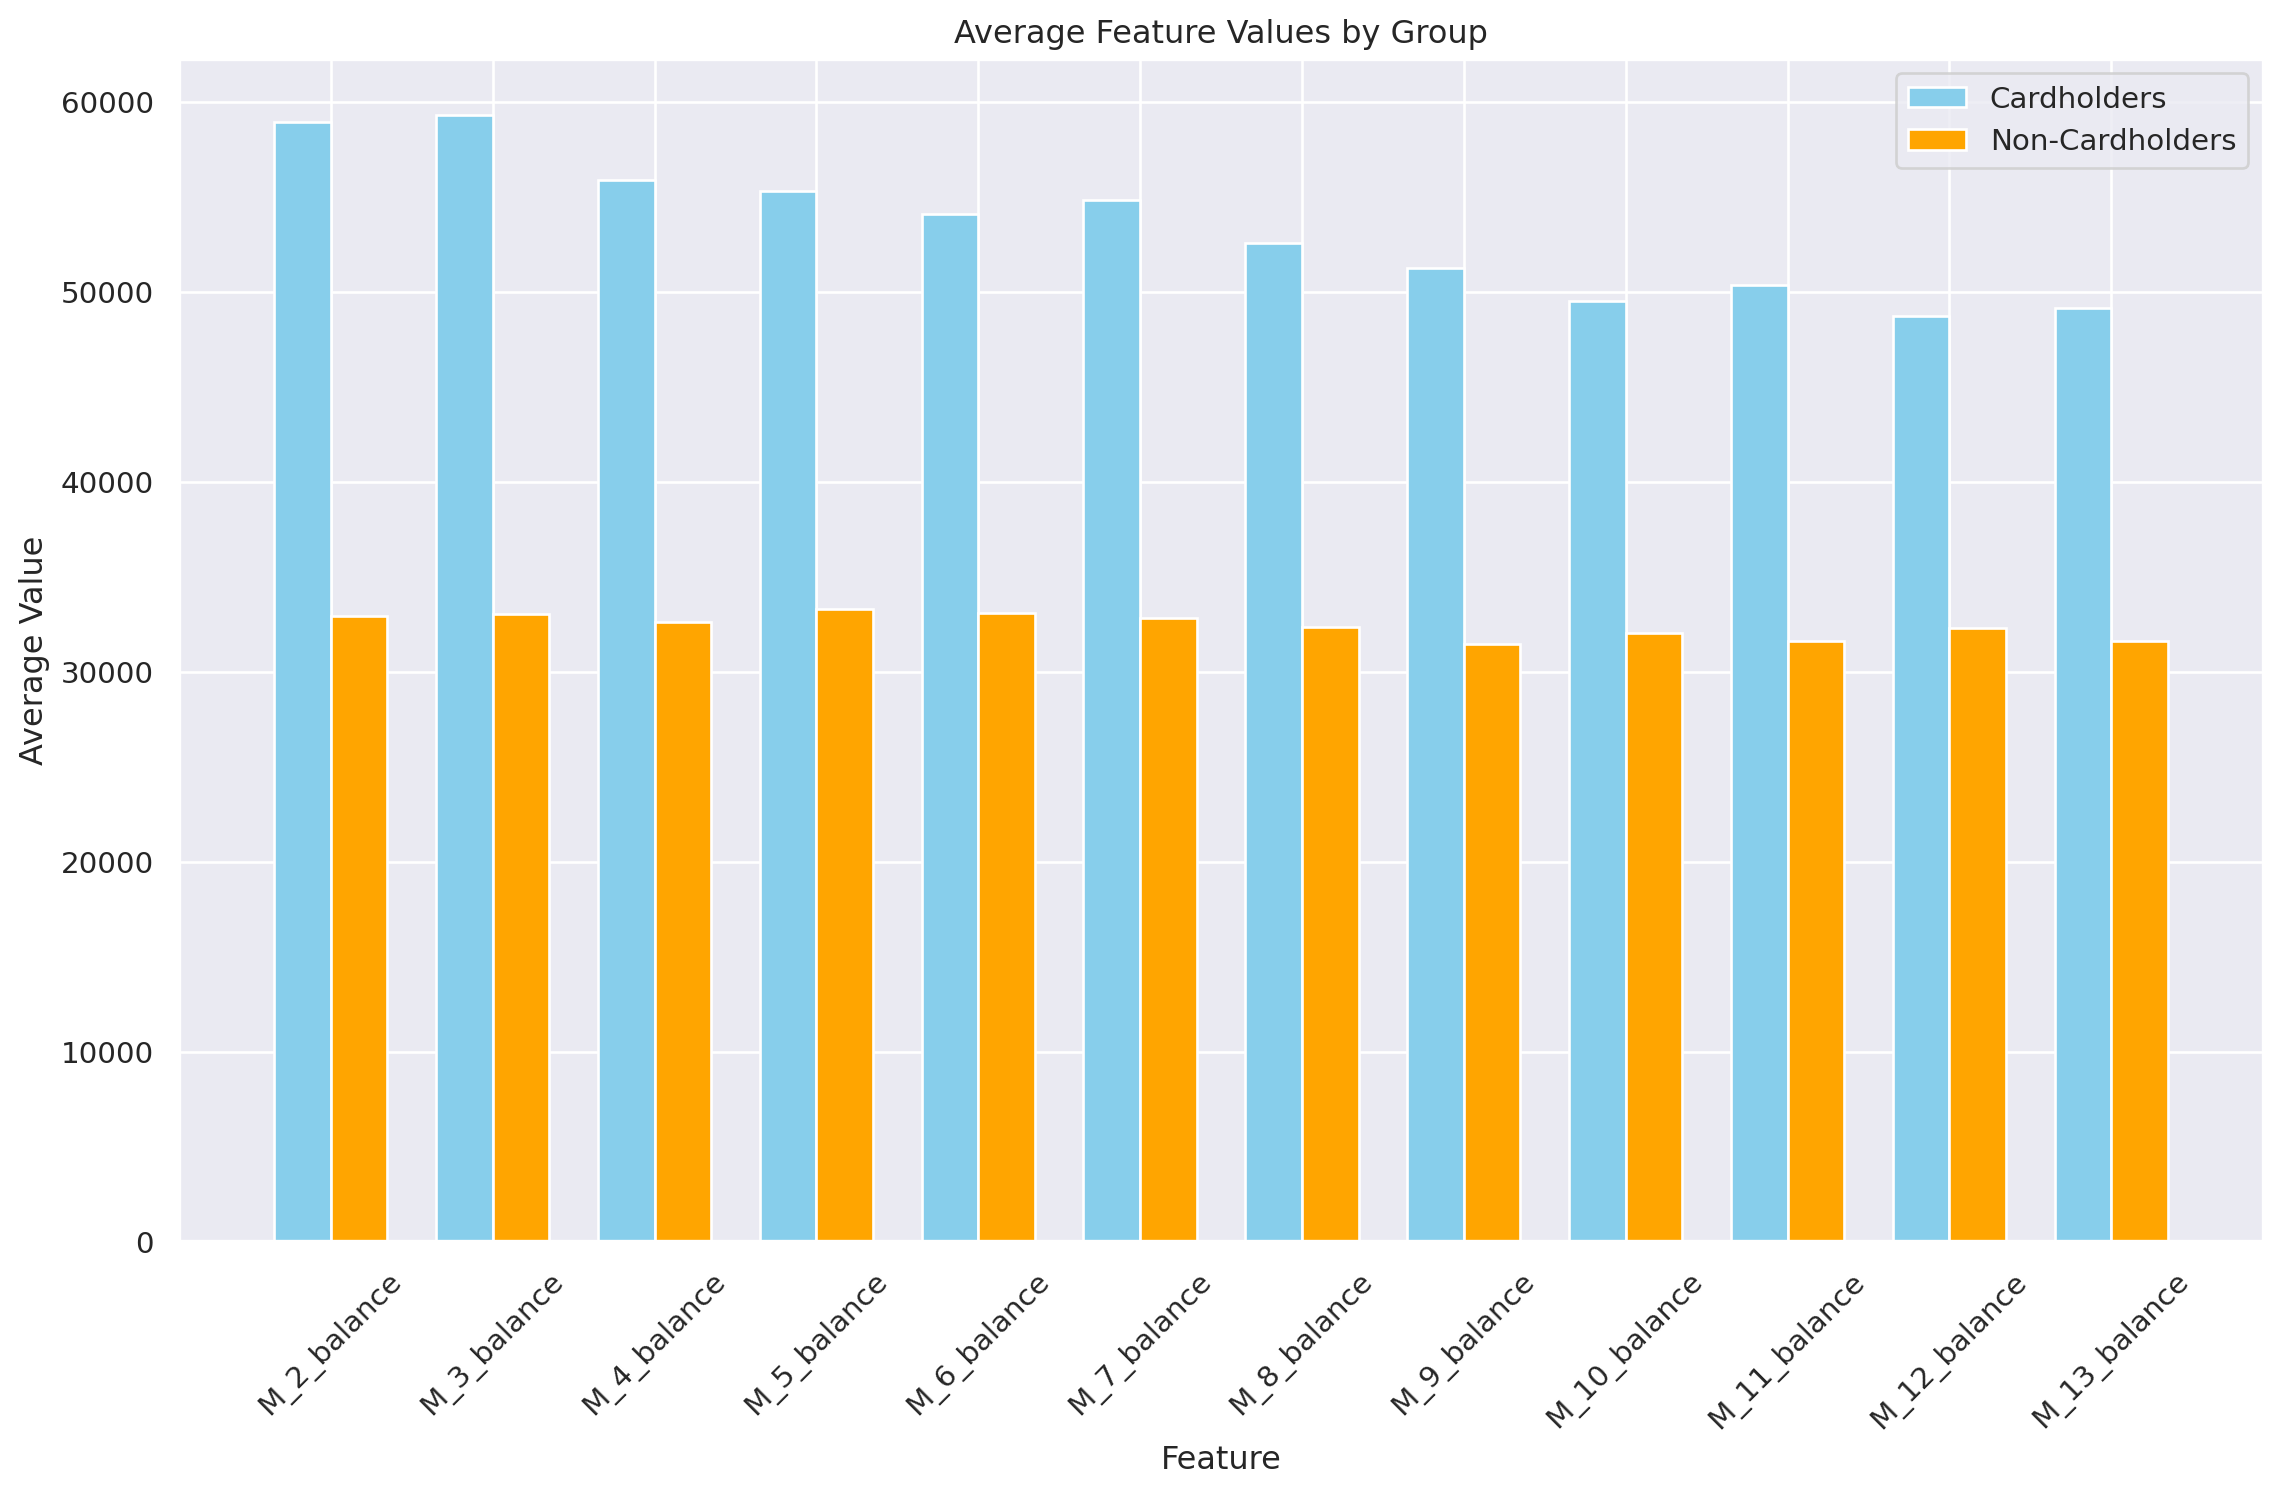 Average Feature Values by Group
Cardholders
Non-Cardholders
Average Value
60000
50000
40000
30000
20000
10000
0
M_2_balance
M_3_balance
M_4_balance
M_5_balance
M_6_balance
M_7_balance
M_8_balance
M_9_balance
M_10_balance
M_11_balance
M_12_balance
M_13_balance
Feature